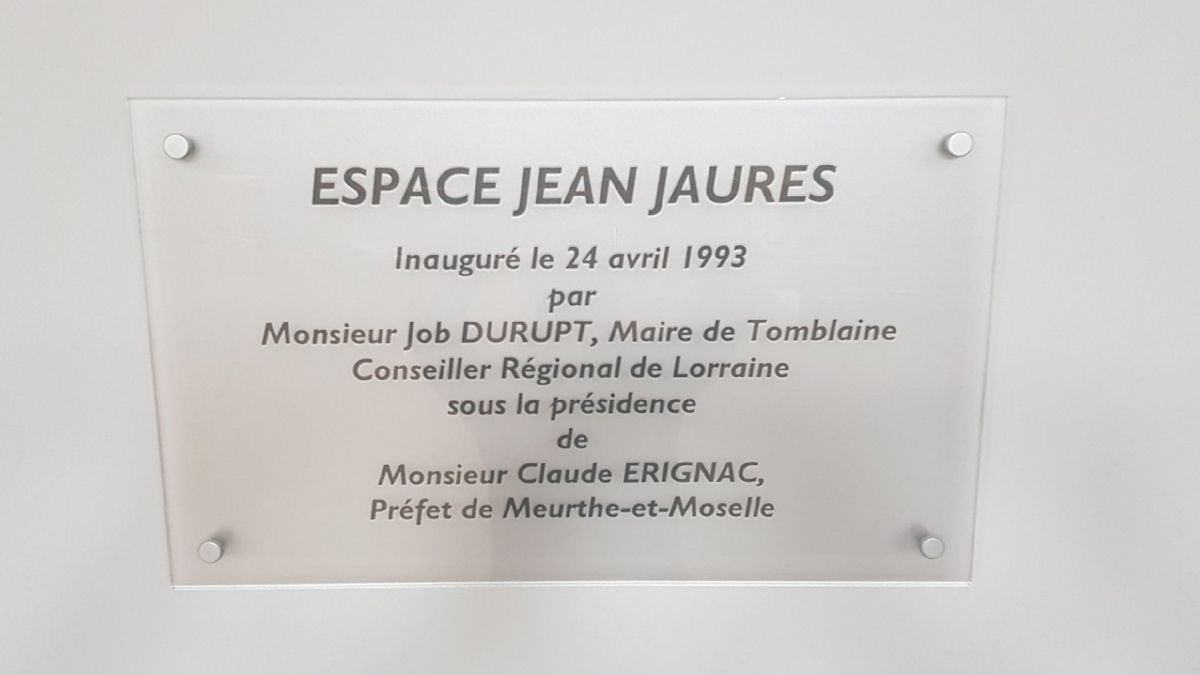 ESPACE JEAN JAURES
Inauguré le 24 avril 1993
par
Monsieur Job DURUPT, Maire de Tomblaine
Conseiller Régional de Lorraine
sous la présidence
de
Monsieur Claude ERIGNAC,
Préfet de Meurthe-et-Moselle